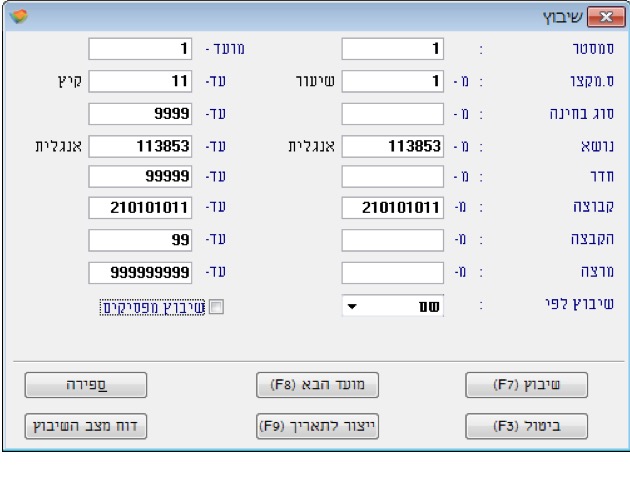 שיבוץ
סמסטר : 1 מועד - 1
ס.מקצו : מ - 1 שיעור עד- 11 קיץ
סוג בחינה : מ - עד- 9999
נושא : מ - 113853 אנגלית עד- 113853 אנגלית
חדר : מ - עד- 99999
קבוצה : מ- 210101011 עד- 210101011
הקבצה : מ- עד- 99
מרצה : מ- עד- 999999999
שיבוץ לפי : שם שיבוץ מפסיקים
שיבוץ (F7) מועד הבא (F8) ספירה
ביטול (F3) ייצור לתאריך (F9) דוח מצב השיבוץ